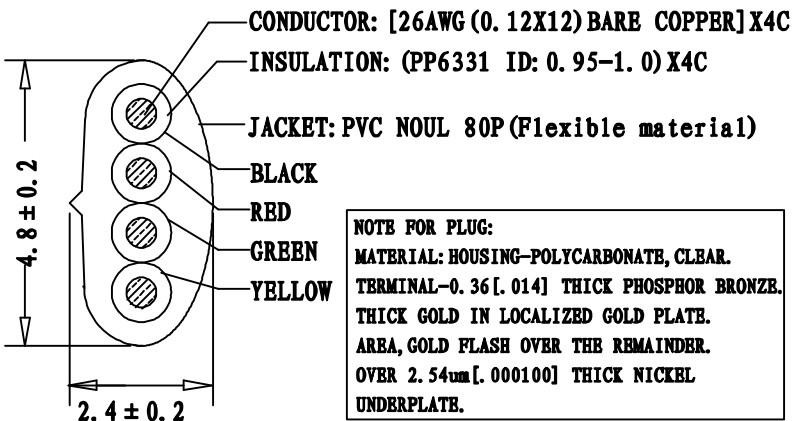 CONDUCTOR: [26AWG(0.12X12)BARE COPPER]X4C
INSULATION: (PP6331 ID:0.95-1.0)X4C
JACKET: PVC NOUL 80P(Flexible material)
BLACK
RED
GREEN
YELLOW
4.8±0.2
2.4±0.2
NOTE FOR PLUG:
MATERIAL:HOUSING-POLYCARBONATE,CLEAR.
TERMINAL-0.36[.014] THICK PHOSPHOR BRONZE.
THICK GOLD IN LOCALIZED GOLD PLATE.
AREA,GOLD FLASH OVER THE REMAINDER.
OVER 2.54um[.000100] THICK NICKEL
UNDERPLATE.